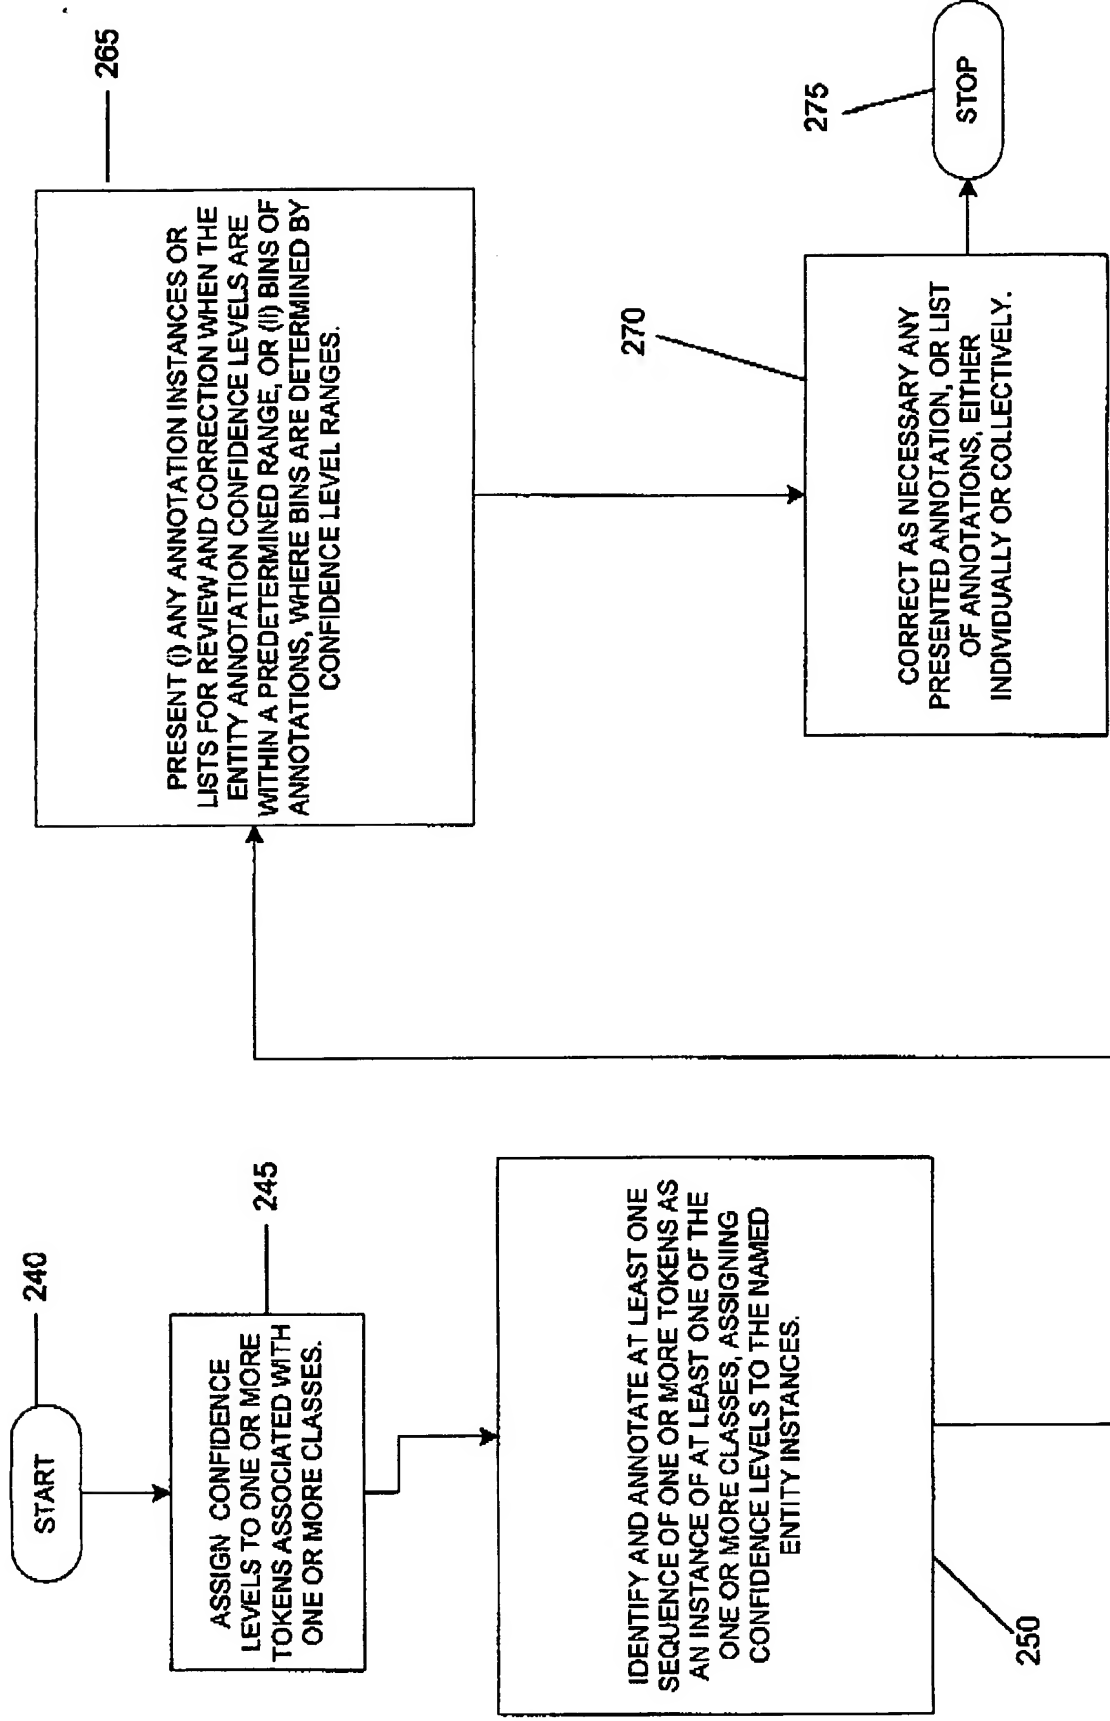 240
START
245
ASSIGN CONFIDENCE
LEVELS TO ONE OR MORE
TOKENS ASSOCIATED WITH
ONE OR MORE CLASSES.
IDENTIFY AND ANNOTATE AT LEAST ONE
SEQUENCE OF ONE OR MORE TOKENS AS
AN INSTANCE OF AT LEAST ONE OF THE
ONE OR MORE CLASSES, ASSIGNING
CONFIDENCE LEVELS TO THE NAMED
ENTITY INSTANCES.
250
265
PRESENT (i) ANY ANNOTATION INSTANCES OR
LISTS FOR REVIEW AND CORRECTION WHEN THE
ENTITY ANNOTATION CONFIDENCE LEVELS ARE
WITHIN A PREDETERMINED RANGE, OR (II) BINS OF
ANNOTATIONS, WHERE BINS ARE DETERMINED BY
CONFIDENCE LEVEL RANGES.
270
CORRECT AS NECESSARY ANY
PRESENTED ANNOTATION, OR LIST
OF ANNOTATIONS, EITHER
INDIVIDUALLY OR COLLECTIVELY.
275
STOP